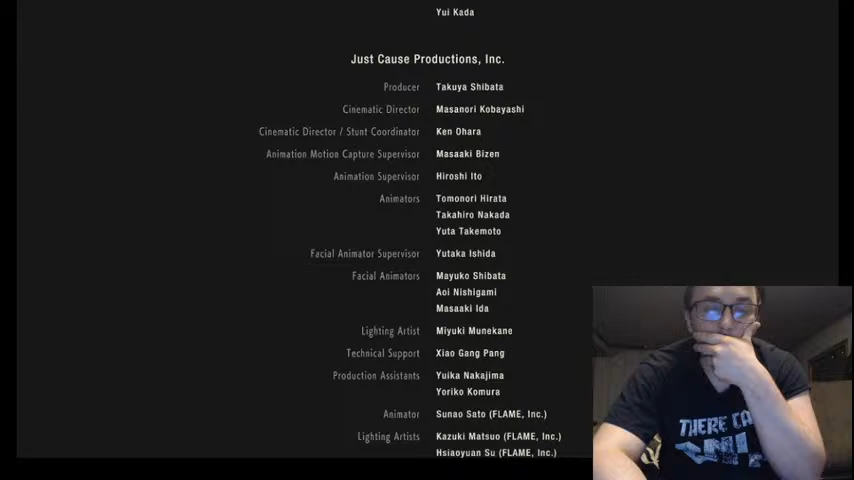 Yui Kada
Just Cause Productions, Inc.
Producer Takuya Shibata
Cinematic Director Masanori Kobayashi
Cinematic Director / Stunt Coordinator Ken Ohara
Animation Motion Capture Supervisor Masaaki Bizen
Animation Supervisor Hiroshi Ito
Animators Tomonori Hirata
Takahiro Nakada
Yuta Takemoto
Facial Animator Supervisor Yutaka Ishida
Facial Animators Mayuko Shibata
Aoi Nishigami
Masaaki Ida
Lighting Artist Miyuki Munekane
Technical Support Xiao Gang Pang
Production Assistants Yuika Nakajima
Yoriko Komura
Animator Sunao Sato (FLAME, Inc.)
Lighting Artists Kazuki Matsuo (FLAME, Inc.)
Hsiaoyuan Su (FLAME, Inc.)
THERE CA